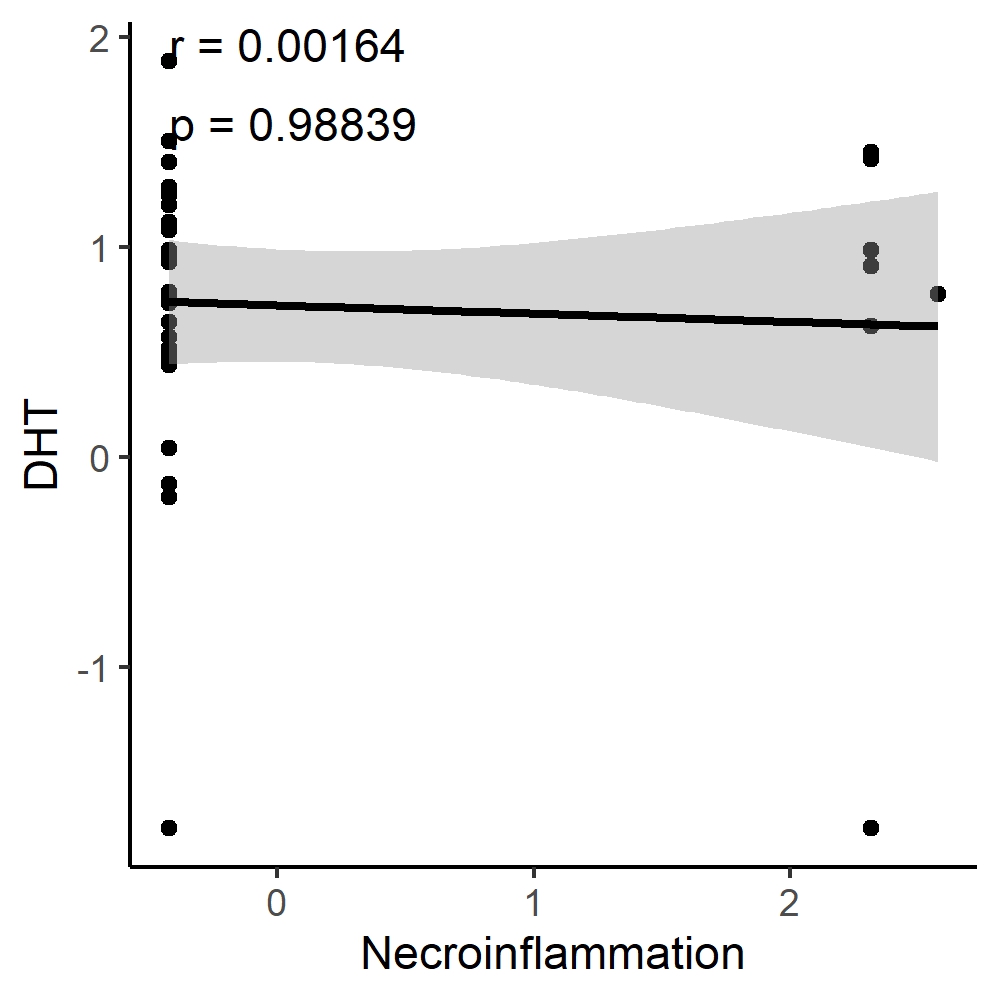 r = 0.00164
p = 0.98839
2
1
0
-1
DHT
0 1 2
Necroinflammation